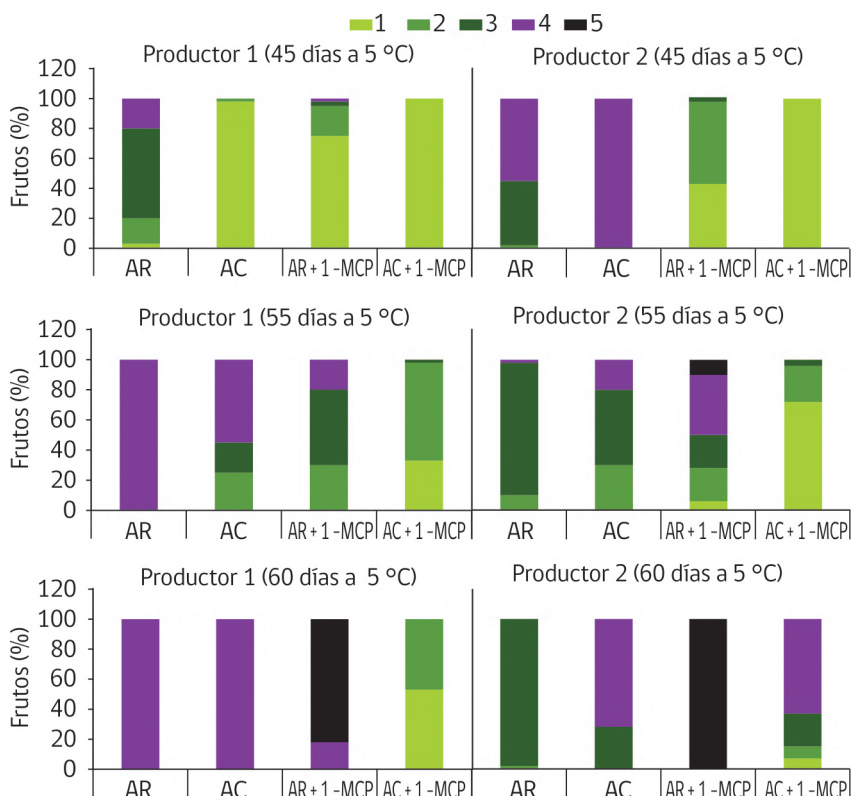 1 2 3 4 5
Productor 1 (45 días a 5 °C) Productor 2 (45 días a 5 °C)
Frutos (%)
120
100
80
60
40
20
0
AR AC AR + 1 -MCP AC + 1 -MCP AR AC AR + 1 -MCP AC + 1 -MCP
Productor 1 (55 días a 5 °C) Productor 2 (55 días a 5 °C)
Frutos (%)
120
100
80
60
40
20
0
AR AC AR + 1 -MCP AC + 1 -MCP AR AC AR + 1 -MCP AC + 1 -MCP
Productor 1 (60 días a 5 °C) Productor 2 (60 días a 5 °C)
Frutos (%)
120
100
80
60
40
20
0
AR AC AR + 1 -MCP AC + 1 -MCP AR AC AR + 1 -MCP AC + 1 -MCP